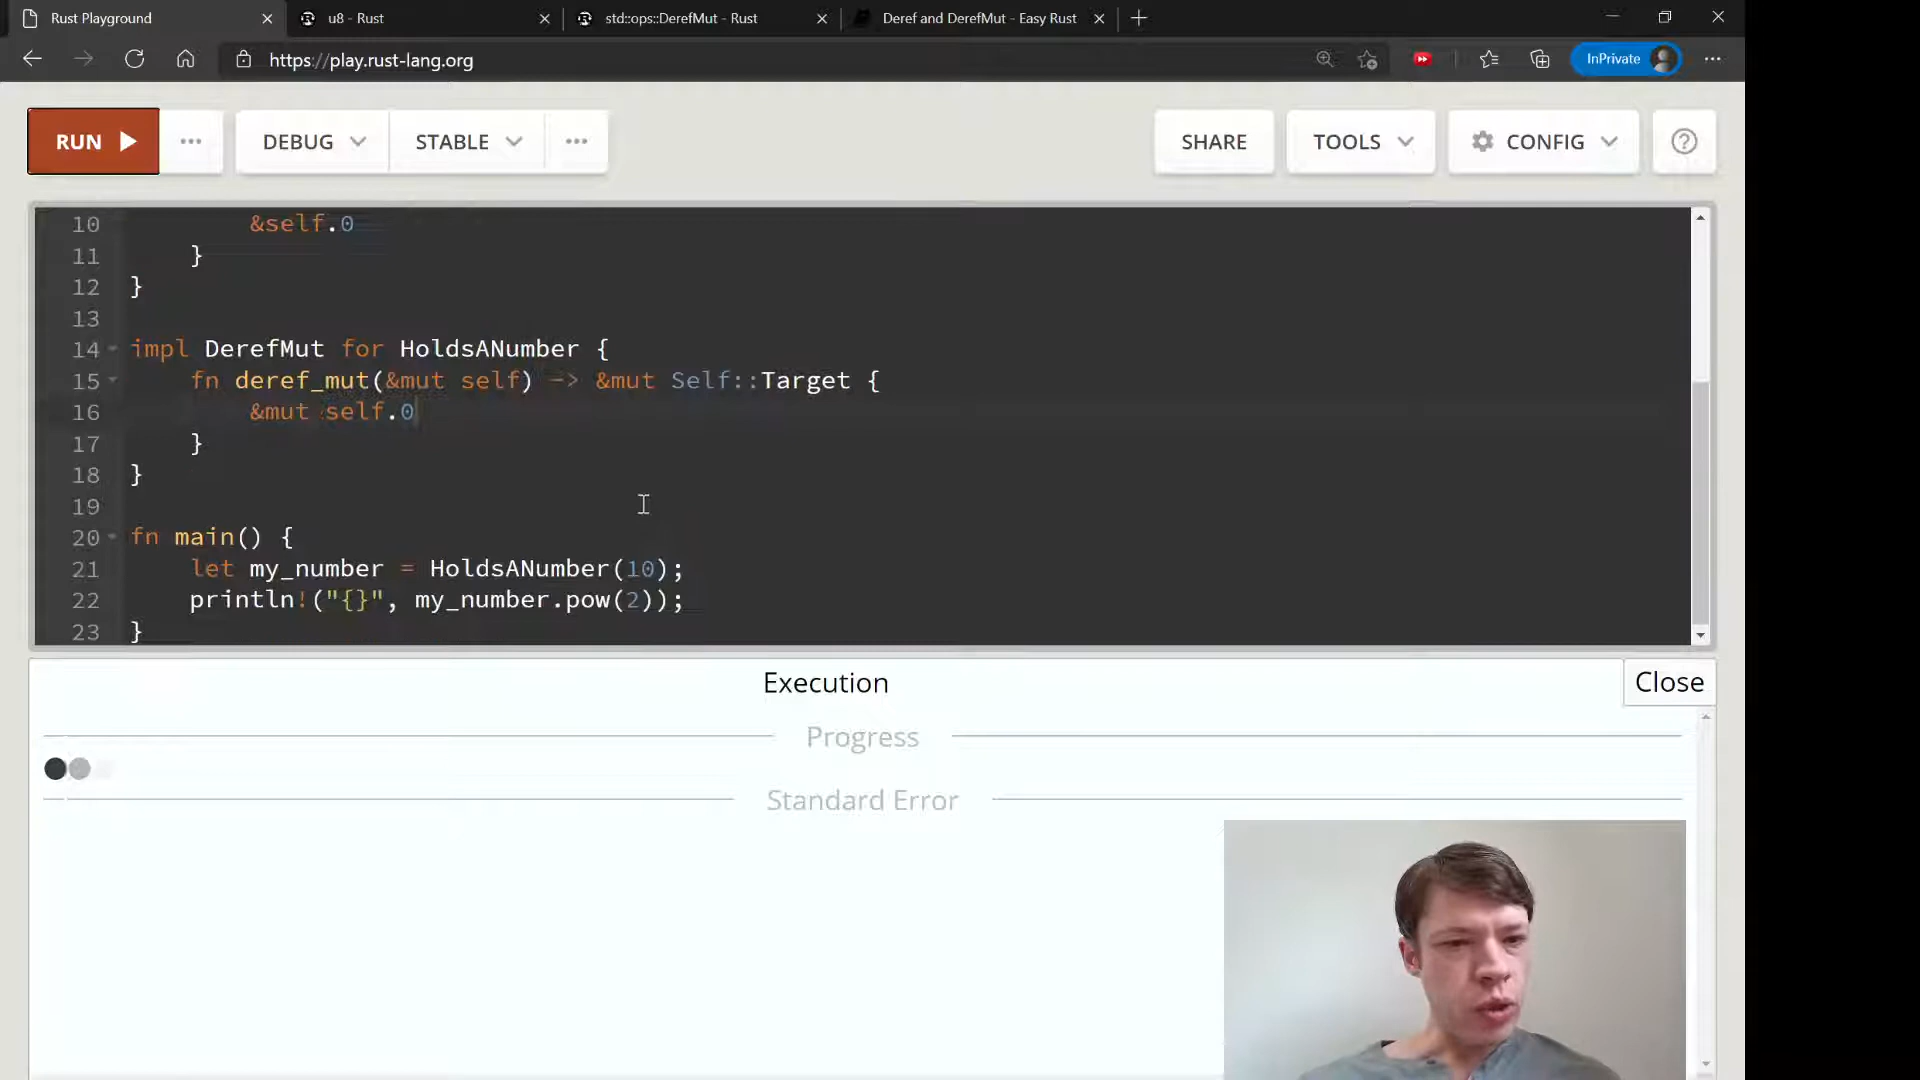 Rust Playground
u8 - Rust
std::ops::DerefMut - Rust
Deref and DerefMut - Easy Rust
https://play.rust-lang.org
InPrivate
RUN
DEBUG
STABLE
SHARE
TOOLS
CONFIG
10 &self.0
11 }
12 }
13
14 impl DerefMut for HoldsANumber {
15 fn deref_mut(&mut self) -> &mut Self::Target {
16 &mut self.0
17 }
18 }
19
20 fn main() {
21 let my_number = HoldsANumber(10);
22 println!("{}", my_number.pow(2));
23 }
Execution
Close
Progress
Standard Error